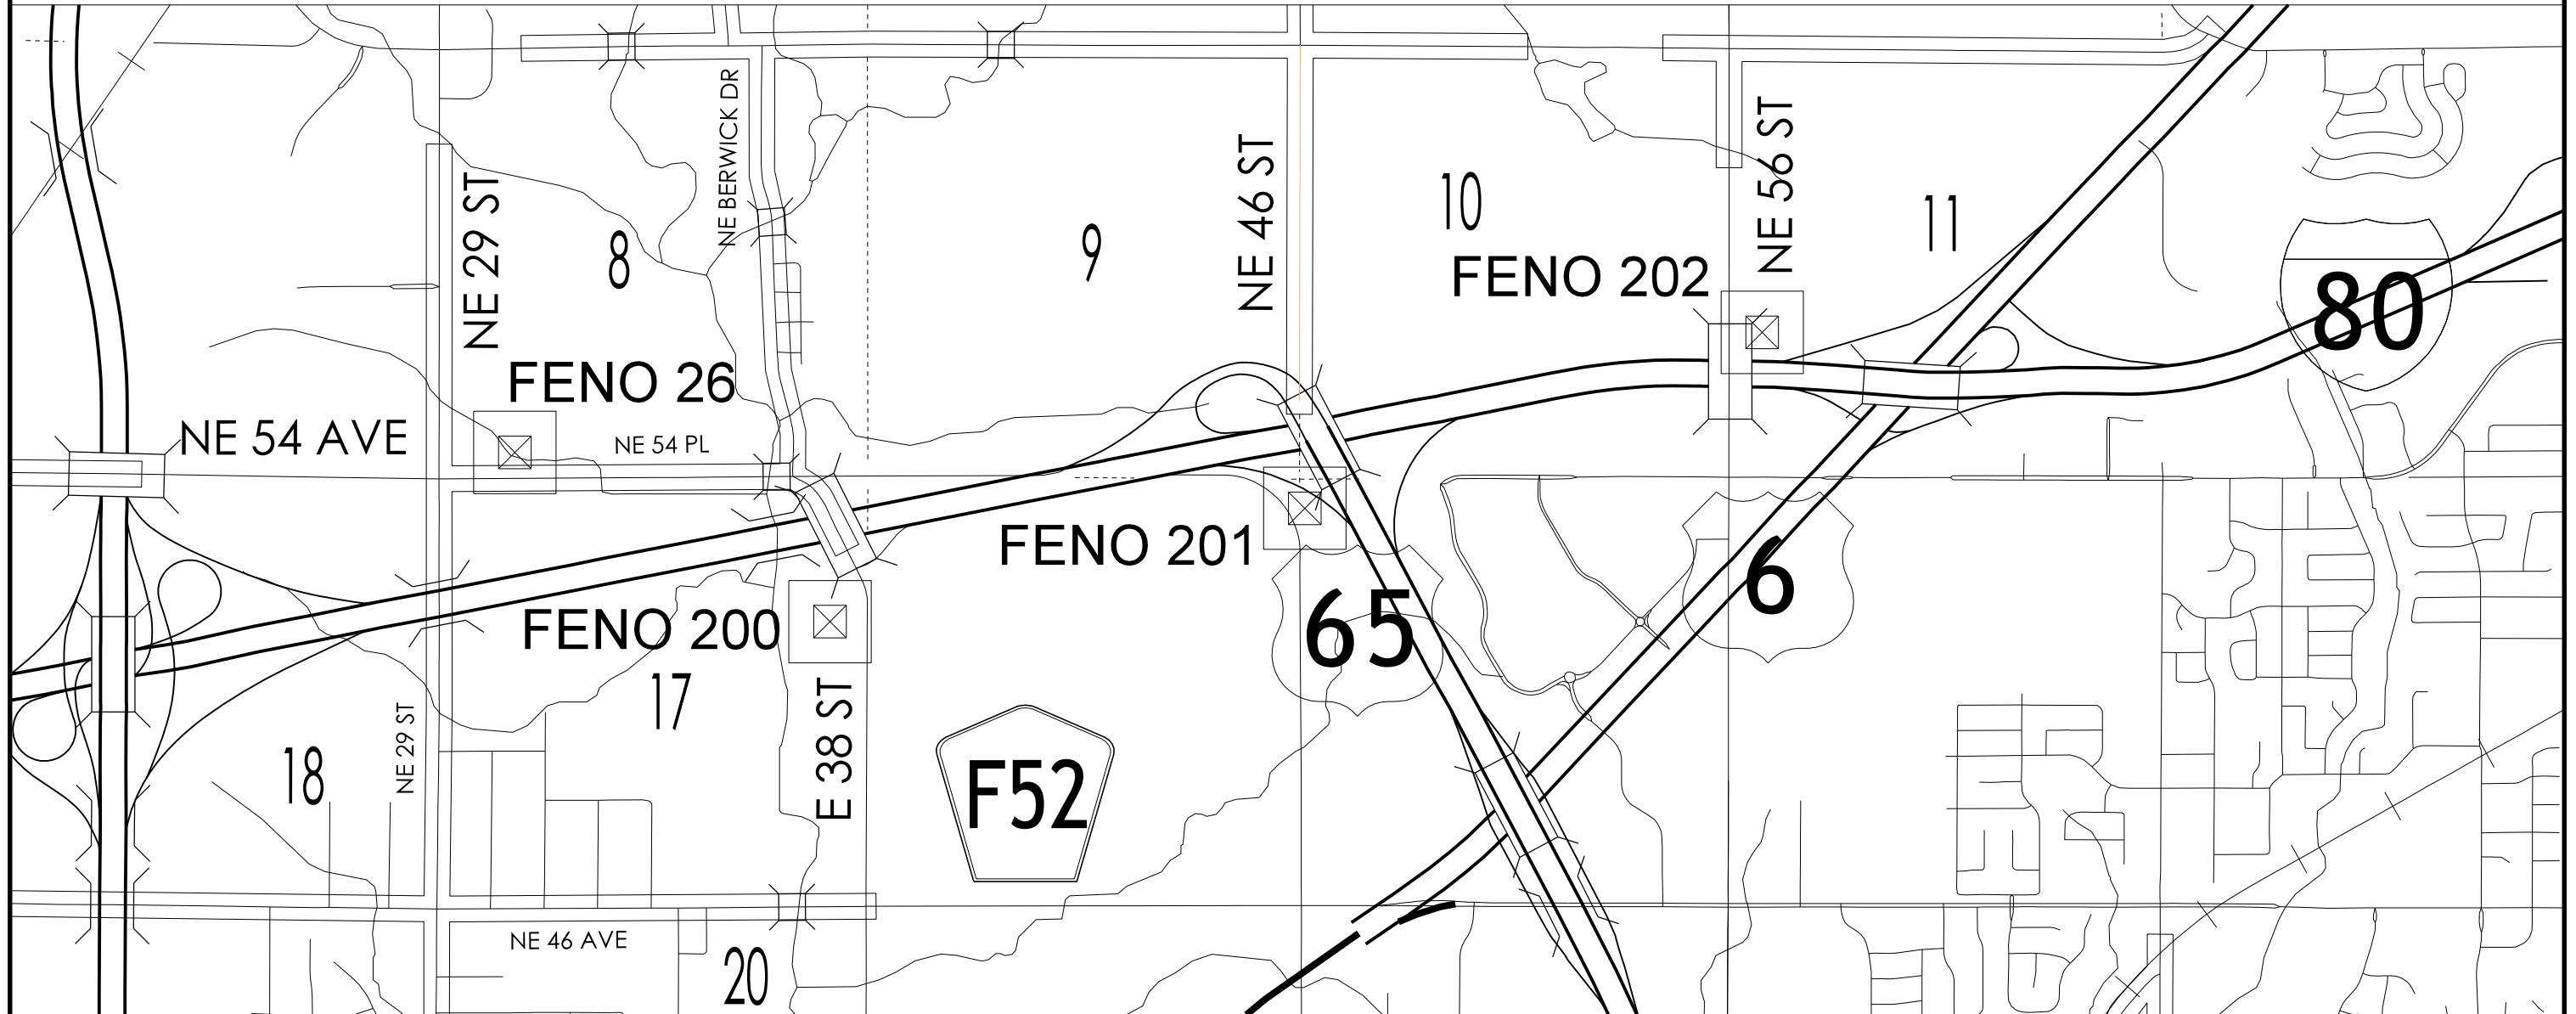 NE BERWICK DR
NE 29 ST
8
9
NE 46 ST
10
FENO 202
NE 56 ST
11
80
FENO 26
NE 54 AVE
NE 54 PL
FENO 201
65
6
FENO 200
17
E 38 ST
NE 29 ST
18
F52
NE 46 AVE
20